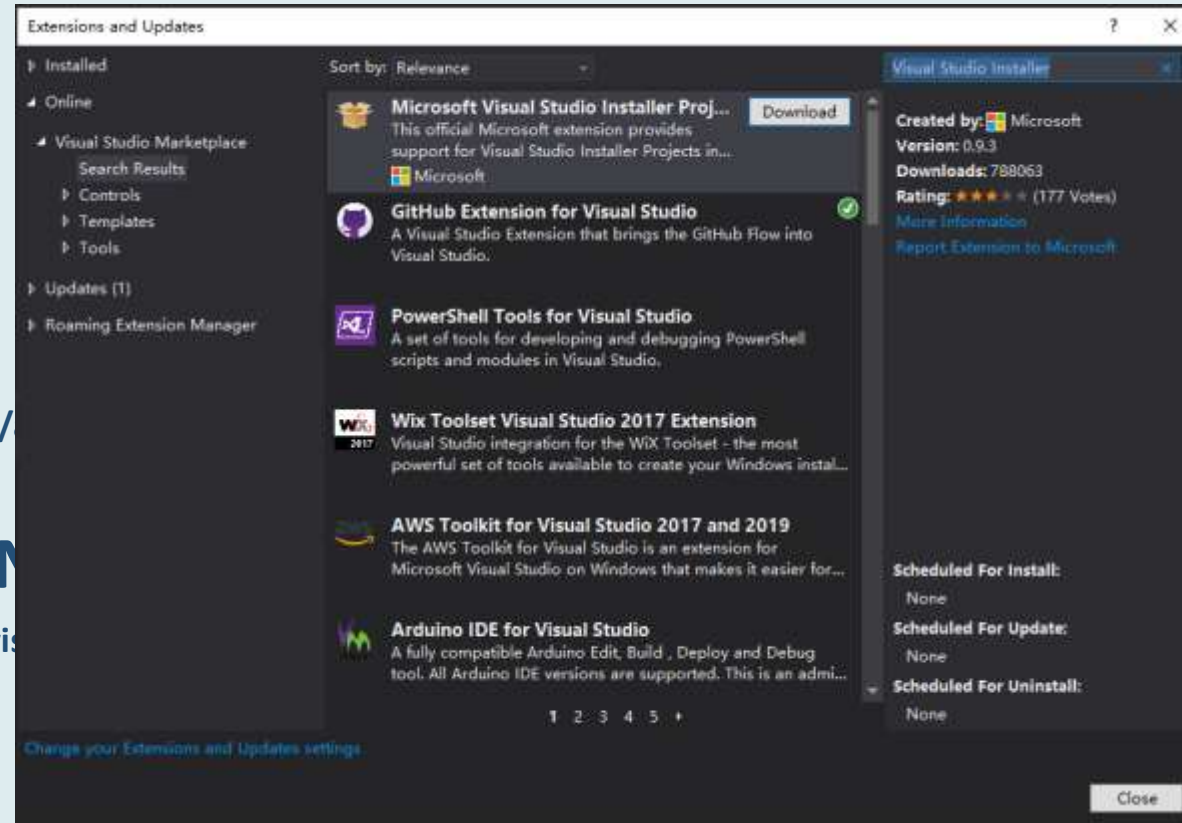 Extensions and Updates
?
Installed
Online
Visual Studio Marketplace
Search Results
Controls
Templates
Tools
Updates (1)
Roaming Extension Manager
Sort by: Relevance
Microsoft Visual Studio Installer Proj...
Download
This official Microsoft extension provides
support for Visual Studio Installer Projects in...
Microsoft
GitHub Extension for Visual Studio
A Visual Studio Extension that brings the GitHub Flow into
Visual Studio.
PowerShell Tools for Visual Studio
A set of tools for developing and debugging PowerShell
scripts and modules in Visual Studio.
WiX
2017
Wix Toolset Visual Studio 2017 Extension
Visual Studio integration for the WiX Toolset - the most
powerful set of tools available to create your Windows instal...
AWS Toolkit for Visual Studio 2017 and 2019
The AWS Toolkit for Visual Studio is an extension for
Microsoft Visual Studio on Windows that makes it easier for...
Arduino IDE for Visual Studio
A fully compatible Arduino Edit, Build , Deploy and Debug
tool. All Arduino IDE versions are supported. This is an admi...
1 2 3 4 5
Visual Studio Installer
Created by: Microsoft
Version: 0.9.3
Downloads: 788063
Rating: (177 Votes)
More Information
Report Extension to Microsoft
Scheduled For Install:
None
Scheduled For Update:
None
Scheduled For Uninstall:
None
Change your Extensions and Updates settings
Close